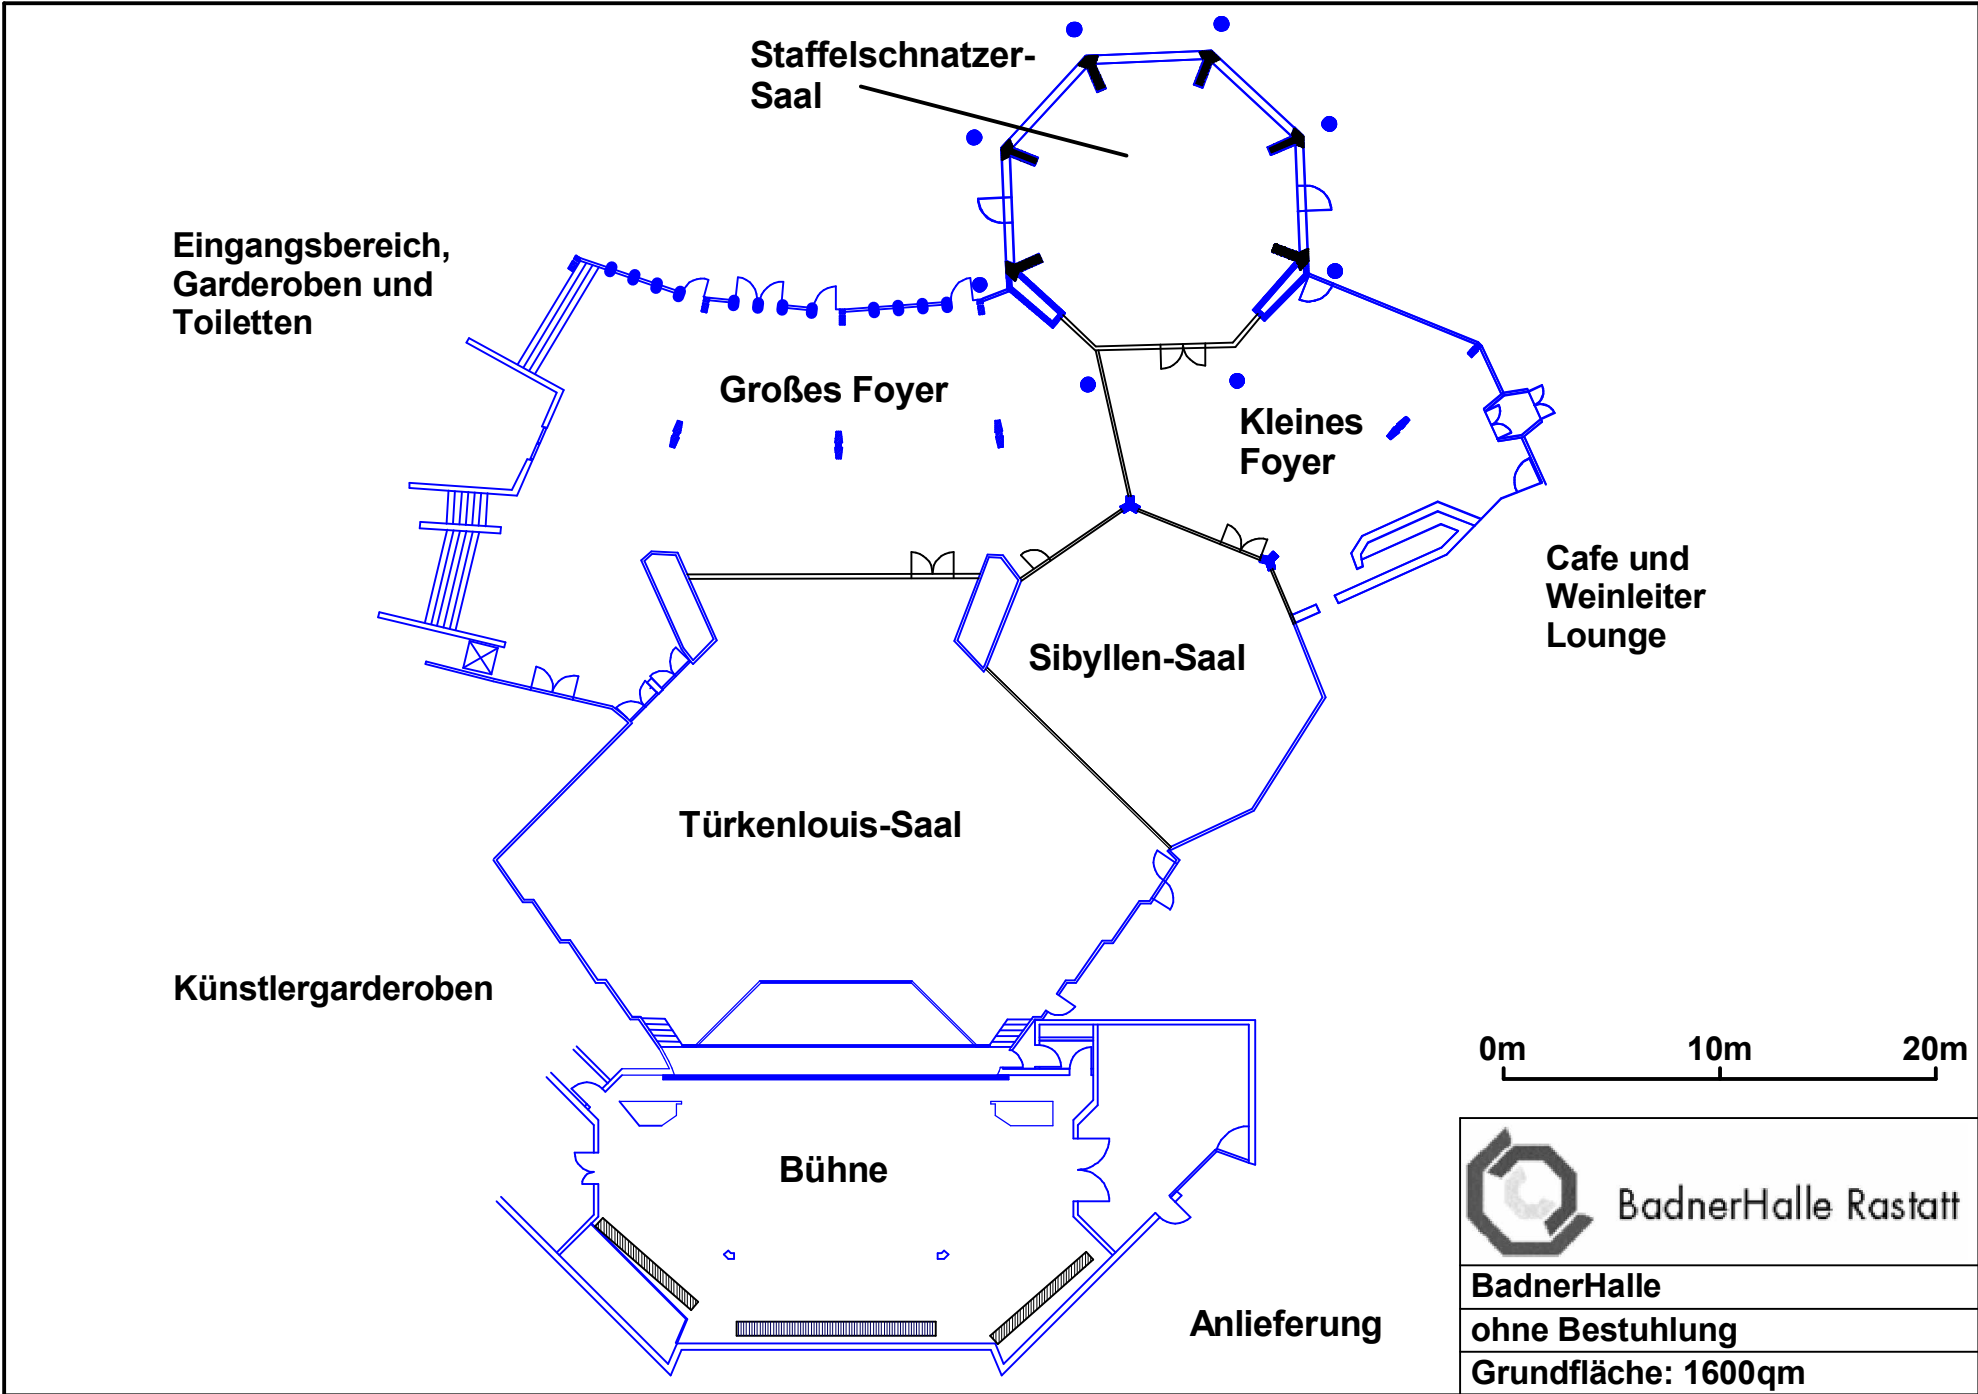 Staffelschnatzer-
Saal
Eingangsbereich,
Garderoben und
Toiletten
Großes Foyer
Kleines
Foyer
Cafe und
Weinleiter
Lounge
Sibyllen-Saal
Türkenlouis-Saal
Künstlergarderoben
0m 10m 20m
Bühne
BadnerHalle Rastatt
Anlieferung
BadnerHalle
ohne Bestuhlung
Grundfläche: 1600qm